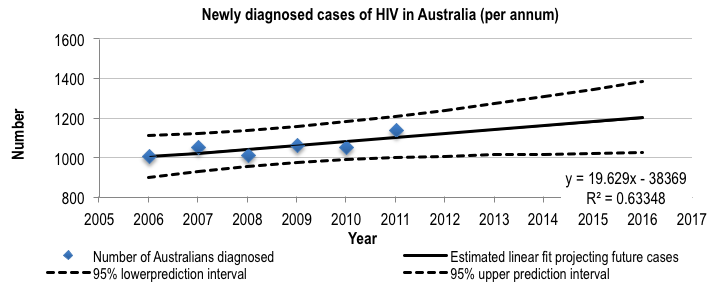 Newly diagnosed cases of HIV in Australia (per annum)
1600
1400
1200
1000
800
Number
y = 19.629x - 38369
R² = 0.63348
2005 2006 2007 2008 2009 2010 2011 2012 2013 2014 2015 2016 2017
Year
Number of Australians diagnosed Estimated linear fit projecting future cases
95% lowerprediction interval 95% upper prediction interval